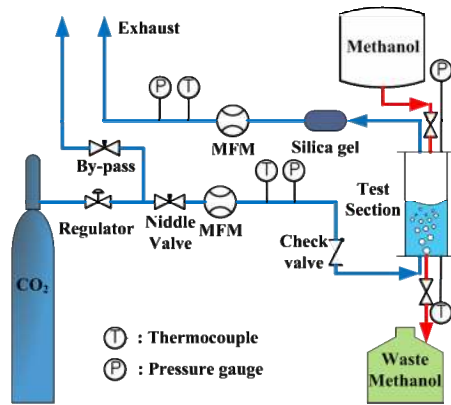 Exhaust
Methanol
P
P
T
MFM
Silica gel
By-pass
T
P
Test
Section
Regulator
Niddle
Valve
MFM
Check
valve
CO₂
T
T : Thermocouple
P : Pressure gauge
Waste
Methanol